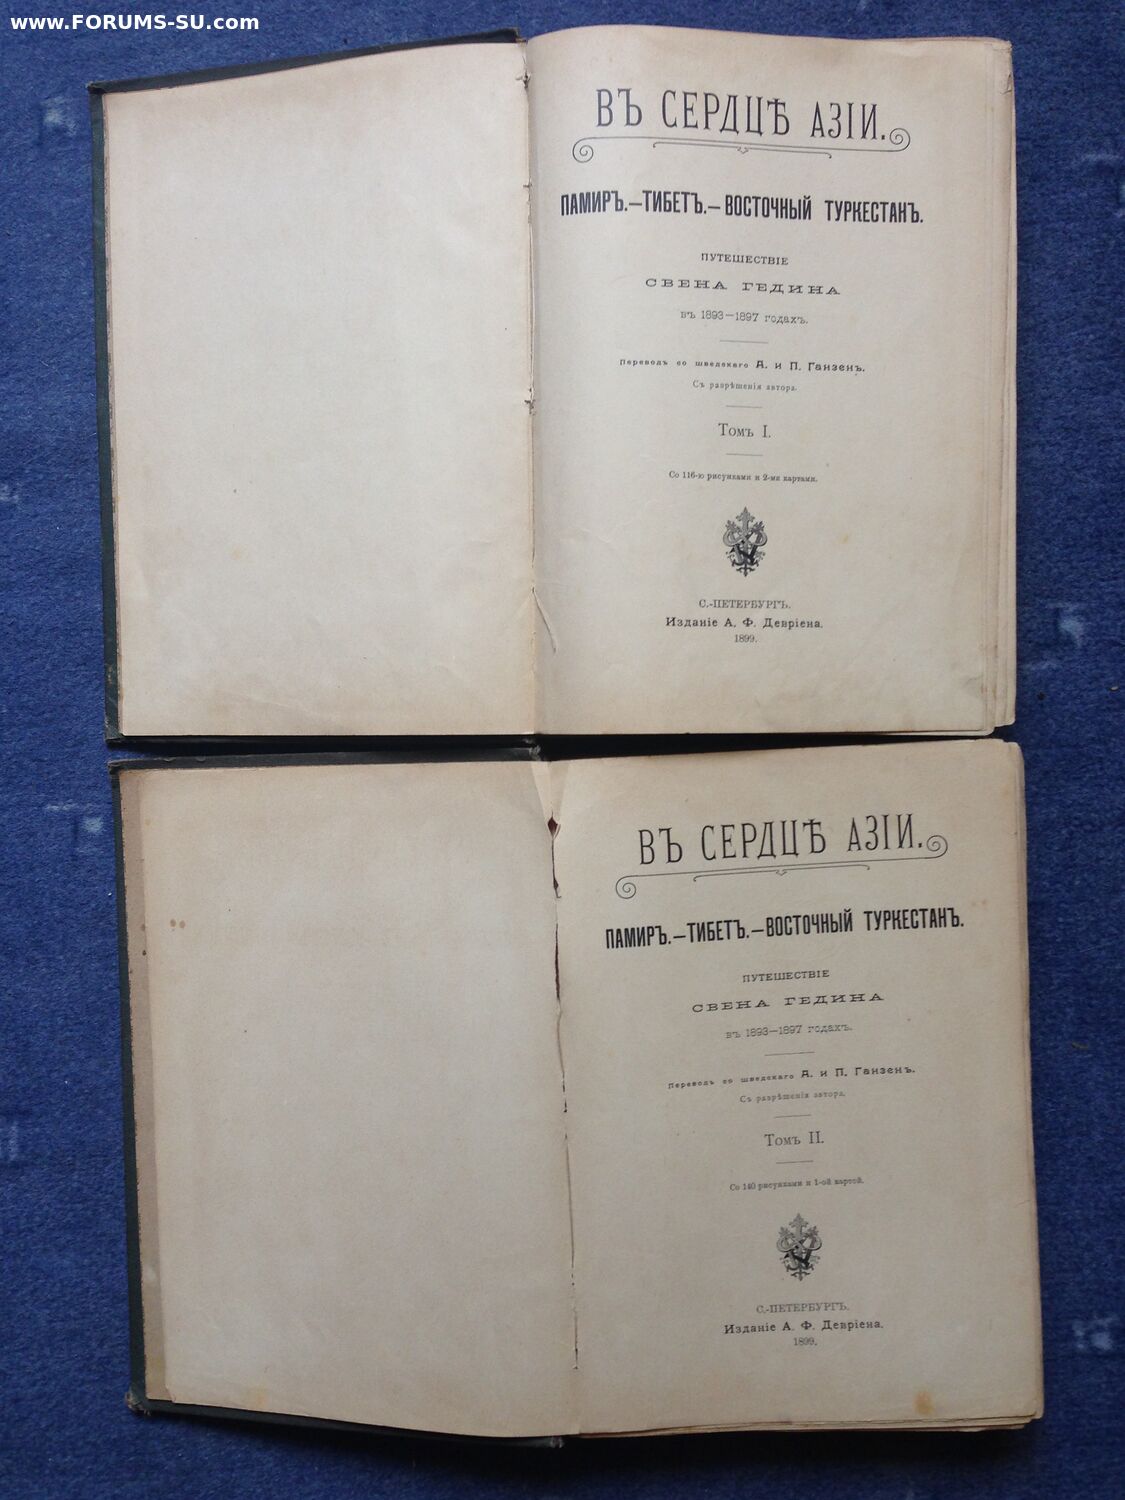 www.FORUMS-SU.com
ВЪ СЕРДЦѢ АЗІИ.
ПАМИРЪ.—ТИБЕТЪ.—ВОСТОЧНЫЙ ТУРКЕСТАНЪ.
ПУТЕШЕСТВІЕ
СВЕНА ГЕДИНА
въ 1893—1897 годахъ.
Переводъ со шведскаго А. и П. Ганзенъ.
Съ разрѣшенія автора.
Томъ I.
Со 116-ю рисунками и 2-мя картами.
С.-ПЕТЕРБУРГЪ.
Изданіе А. Ф. Девріена.
1899.
ВЪ СЕРДЦѢ АЗІИ.
ПАМИРЪ.—ТИБЕТЪ.—ВОСТОЧНЫЙ ТУРКЕСТАНЪ.
ПУТЕШЕСТВІЕ
СВЕНА ГЕДИНА
въ 1893—1897 годахъ.
Переводъ со шведскаго А. и П. Ганзенъ.
Съ разрѣшенія автора.
Томъ II.
Со 140 рисунками и 1-ой картой.
С.-ПЕТЕРБУРГЪ.
Изданіе А. Ф. Девріена.
1899.